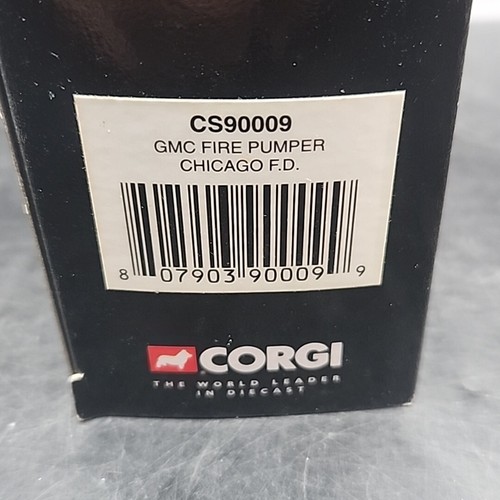 CS90009
GMC FIRE PUMPER
CHICAGO F.D.
8 07903 90009 9
CORGI
THE WORLD LEADER
IN DIECAST